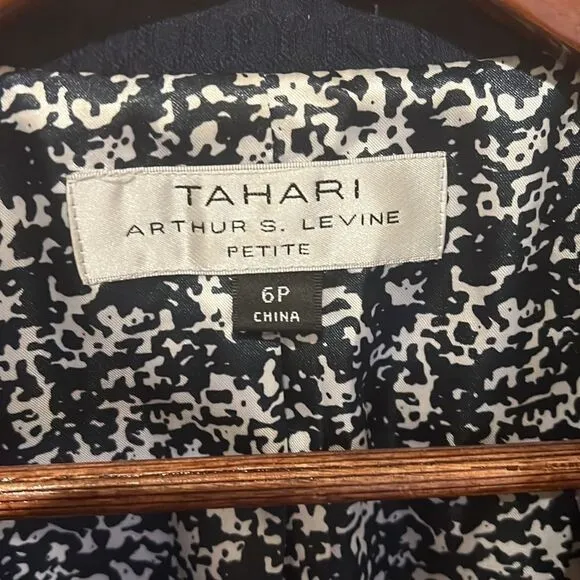 TAHARI
ARTHUR S. LEVINE
PETITE
6P
CHINA